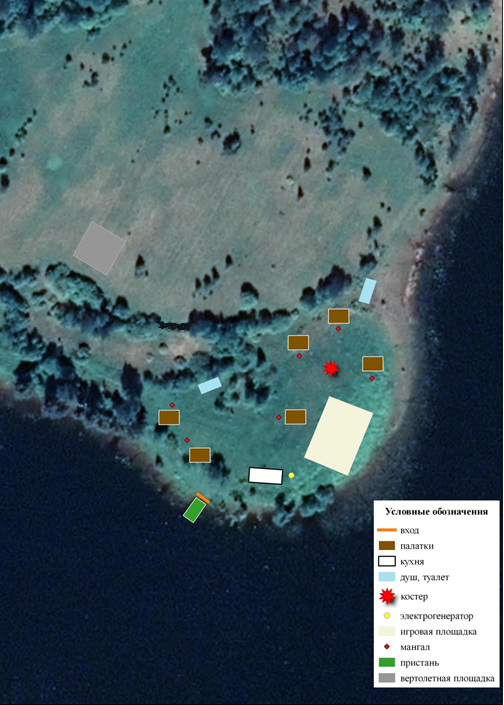 Условные обозначения
вход
палатки
кухня
душ, туалет
костер
электрогенератор
игровая площадка
мангал
пристань
вертолетная площадка